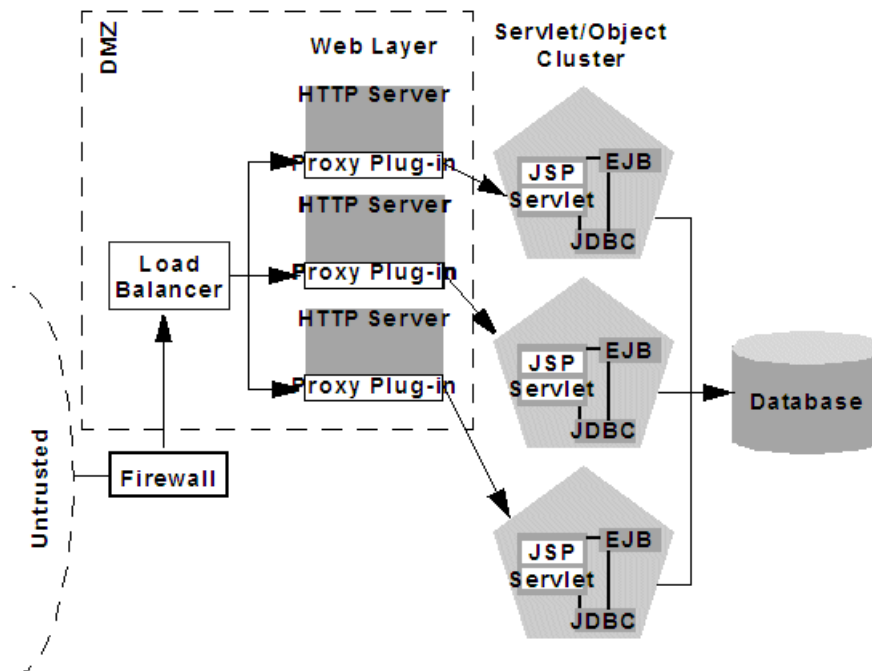 DMZ
Web Layer
Servlet/Object
Cluster
HTTP Server
Proxy Plug-in
HTTP Server
Proxy Plug-in
HTTP Server
Proxy Plug-in
Load
Balancer
Firewall
Untrusted
JSP
EJB
Servlet
JDBC
JSP
EJB
Servlet
JDBC
JSP
EJB
Servlet
JDBC
Database